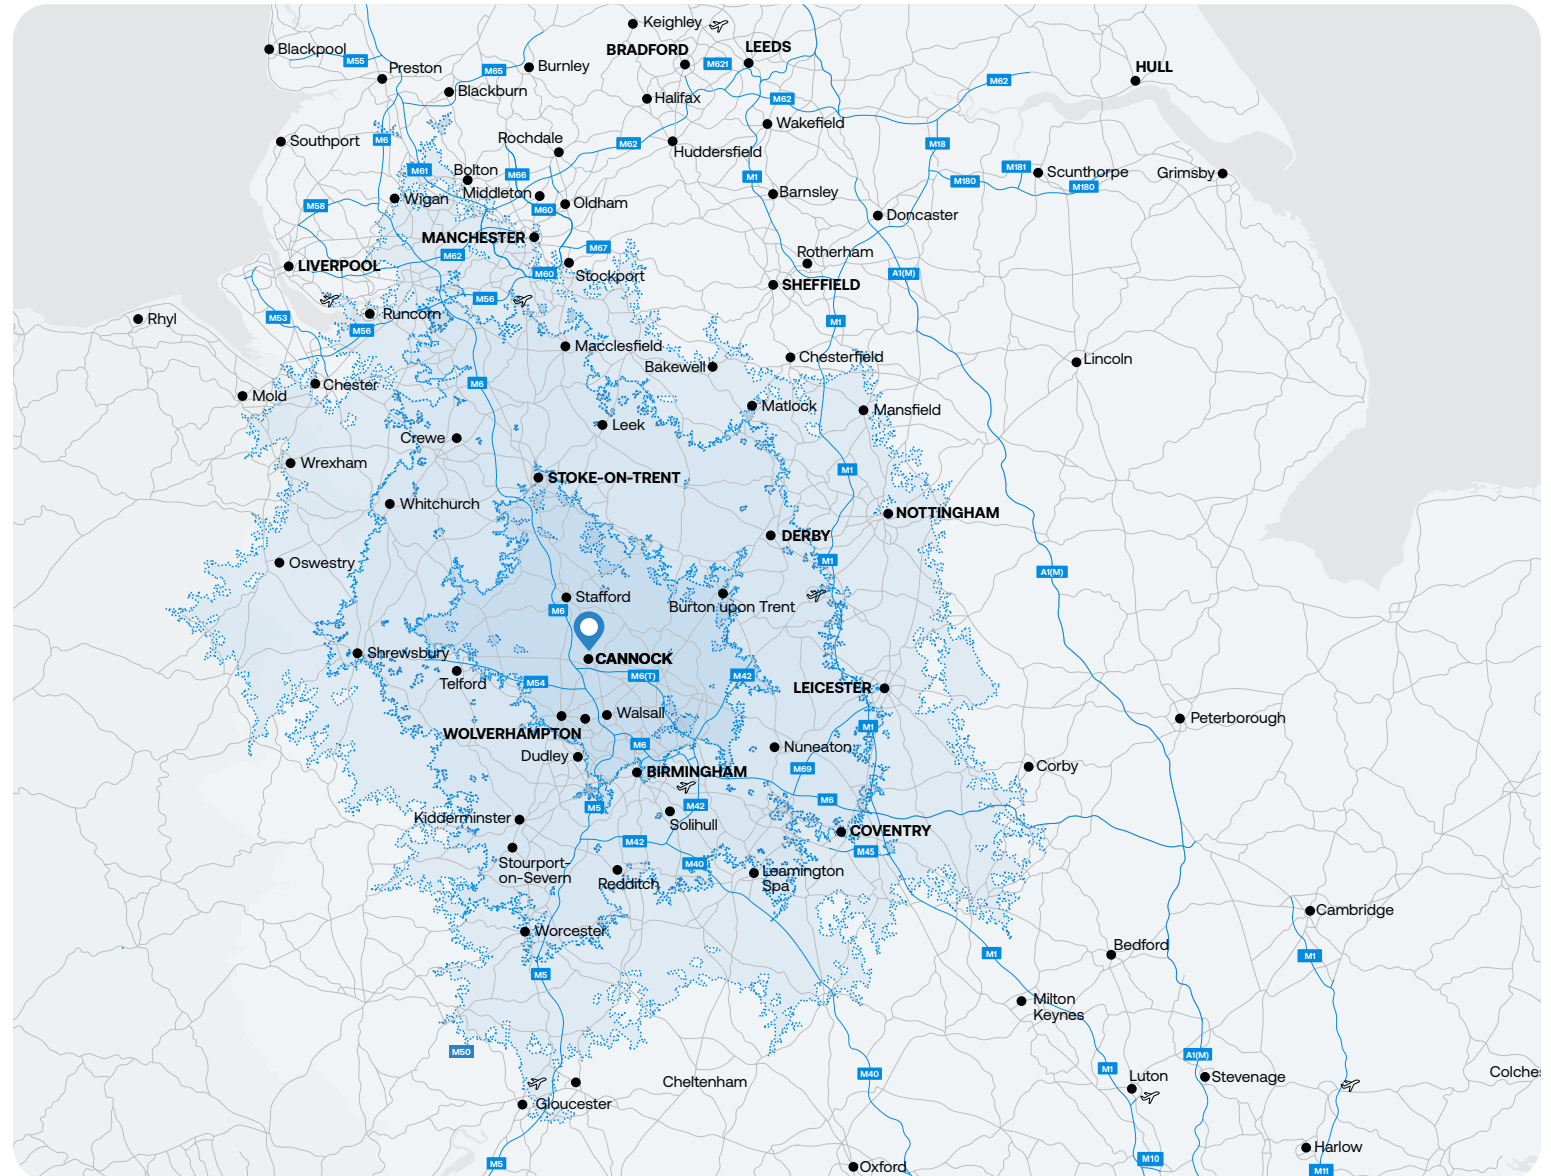 Keighley
BRADFORD
LEEDS
Blackpool
M55
Preston
M65
Burnley
M621
HULL
Blackburn
Halifax
M62
M62
Southport
M6
Rochdale
M62
Wakefield
Huddersfield
M18
M61
Bolton
M66
M1
M181
Scunthorpe
Grimsby
M180
M180
Wigan
Middleton
Barnsley
M58
M60
Oldham
Doncaster
MANCHESTER
M67
M62
Rotherham
LIVERPOOL
M60
Stockport
A1(M)
SHEFFIELD
M56
Rhyl
M53
Runcorn
M56
M1
Macclesfield
Chesterfield
Lincoln
Bakewell
Chester
M6
Mold
Matlock
Mansfield
Leek
Crewe
Wrexham
M1
STOKE-ON-TRENT
Whitchurch
NOTTINGHAM
DERBY
Oswestry
M1
A1(M)
Stafford
M6
Burton upon Trent
Shrewsbury
CANNOCK
M6(T)
M42
Telford
M54
LEICESTER
Walsall
M1
Peterborough
WOLVERHAMPTON
M6
Nuneaton
Dudley
BIRMINGHAM
M69
Corby
M5
M42
M6
Kidderminster
Solihull
COVENTRY
M42
M45
Stourport-
on-Severn
M40
Leamington
Spa
Redditch
Cambridge
Worcester
Bedford
M1
M1
M5
Milton
Keynes
M50
A1(M)
M40
M1
Luton
Stevenage
Colches
Cheltenham
Gloucester
Harlow
M5
M10
Oxford
M11